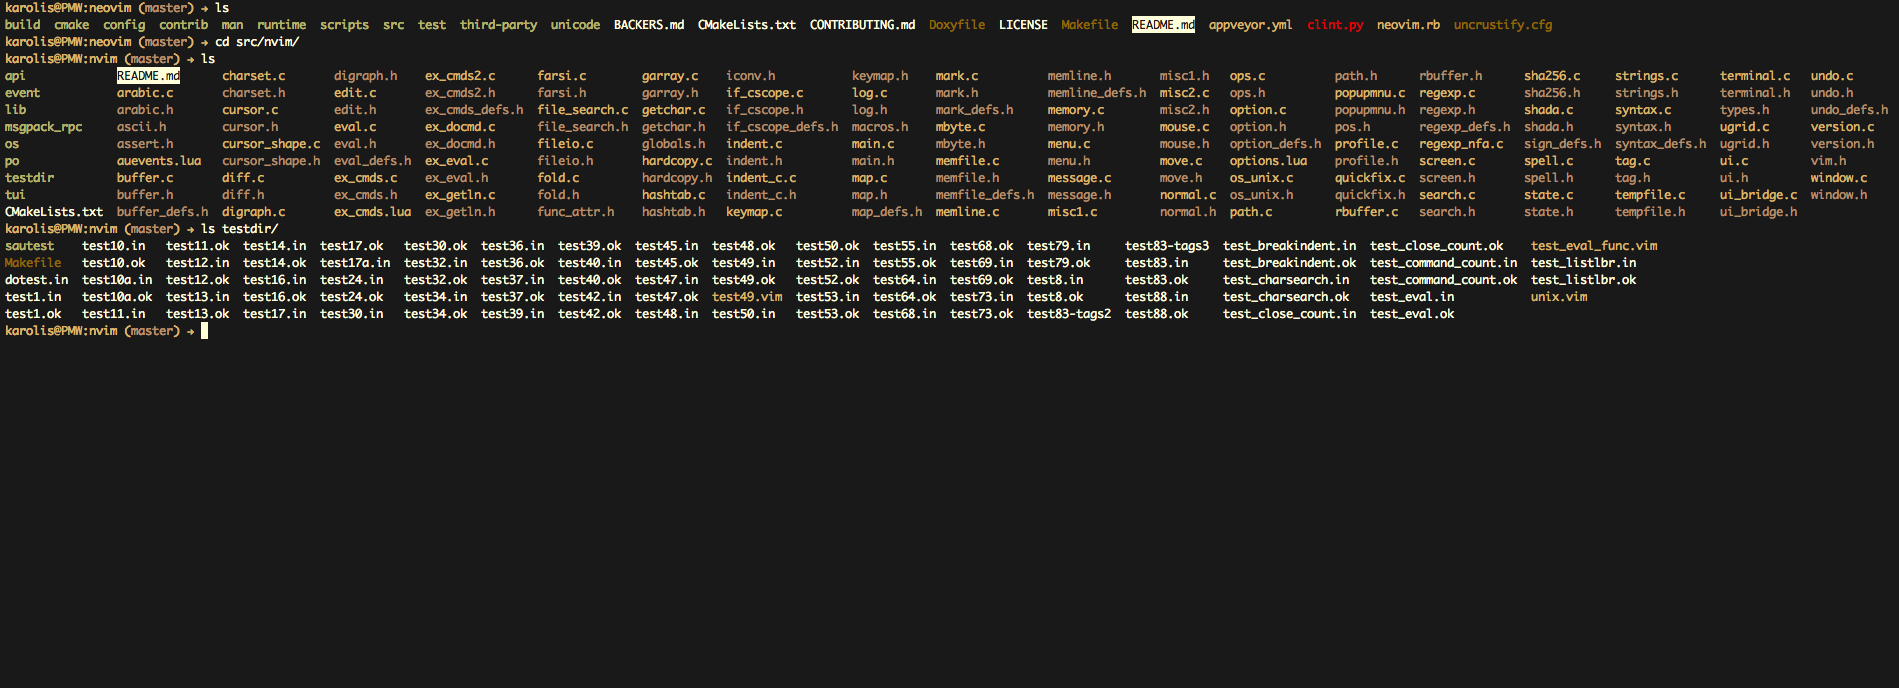 karolis@PMW:neovim (master) → ls
build cmake config contrib man runtime scripts src test third-party unicode BACKERS.md CMakeLists.txt CONTRIBUTING.md Doxyfile LICENSE Makefile README.md appveyor.yml clint.py neovim.rb uncrustify.cfg
karolis@PMW:neovim (master) → cd src/nvim/
karolis@PMW:nvim (master) → ls
api README.md charset.c digraph.h ex_cmds2.c farsi.c garray.c iconv.h keymap.h mark.c memline.h misc1.h ops.c path.h rbuffer.h sha256.c strings.c terminal.c undo.c
event arabic.c charset.h edit.c ex_cmds2.h farsi.h garray.h if_cscope.c log.c mark.h memline_defs.h misc2.c ops.h popupmnu.c regexp.c sha256.h strings.h terminal.h undo.h
lib arabic.h cursor.c edit.h ex_cmds_defs.h file_search.c getchar.c if_cscope.h log.h mark_defs.h memory.c misc2.h option.c popupmnu.h regexp.h shada.c syntax.c types.h undo_defs.h
msgpack_rpc ascii.h cursor.h eval.c ex_docmd.c file_search.h getchar.h if_cscope_defs.h macros.h mbyte.c memory.h mouse.c option.h pos.h regexp_defs.h shada.h syntax.h ugrid.c version.c
os assert.h cursor_shape.c eval.h ex_docmd.h fileio.c globals.h indent.c main.c mbyte.h menu.c mouse.h option_defs.h profile.c regexp_nfa.c sign_defs.h syntax_defs.h ugrid.h version.h
po auevents.lua cursor_shape.h eval_defs.h ex_eval.c fileio.h hardcopy.c indent.h main.h memfile.c menu.h move.c options.lua profile.h screen.c spell.c tag.c ui.c vim.h
testdir buffer.c diff.c ex_cmds.c ex_eval.h fold.c hardcopy.h indent_c.c map.c memfile.h message.c move.h os_unix.c quickfix.c screen.h spell.h tag.h ui.h window.c
tui buffer.h diff.h ex_cmds.h ex_getln.c fold.h hashtab.c indent_c.h map.h memfile_defs.h message.h normal.c os_unix.h quickfix.h search.c state.c tempfile.c ui_bridge.c window.h
CMakeLists.txt buffer_defs.h digraph.c ex_cmds.lua ex_getln.h func_attr.h hashtab.h keymap.c map_defs.h memline.c misc1.c normal.h path.c rbuffer.c search.h state.h tempfile.h ui_bridge.h
karolis@PMW:nvim (master) → ls testdir/
sautest test10.in test11.ok test14.in test17.ok test30.ok test36.in test39.ok test45.in test48.ok test50.ok test55.in test68.ok test79.in test83-tags3 test_breakindent.in test_close_count.ok test_eval_func.vim
Makefile test10.ok test12.in test14.ok test17a.in test32.in test36.ok test40.in test45.ok test49.in test52.in test55.ok test69.in test79.ok test83.in test_breakindent.ok test_command_count.in test_listlbr.in
dotest.in test10a.in test12.ok test16.in test24.in test32.ok test37.in test40.ok test47.in test49.ok test52.ok test64.in test69.ok test8.in test83.ok test_charsearch.in test_command_count.ok test_listlbr.ok
test1.in test10a.ok test13.in test16.ok test24.ok test34.in test37.ok test42.in test47.ok test49.vim test53.in test64.ok test73.in test8.ok test88.in test_charsearch.ok test_eval.in unix.vim
test1.ok test11.in test13.ok test17.in test30.in test34.ok test39.in test42.ok test48.in test50.in test53.ok test68.in test73.ok test83-tags2 test88.ok test_close_count.in test_eval.ok
karolis@PMW:nvim (master) →